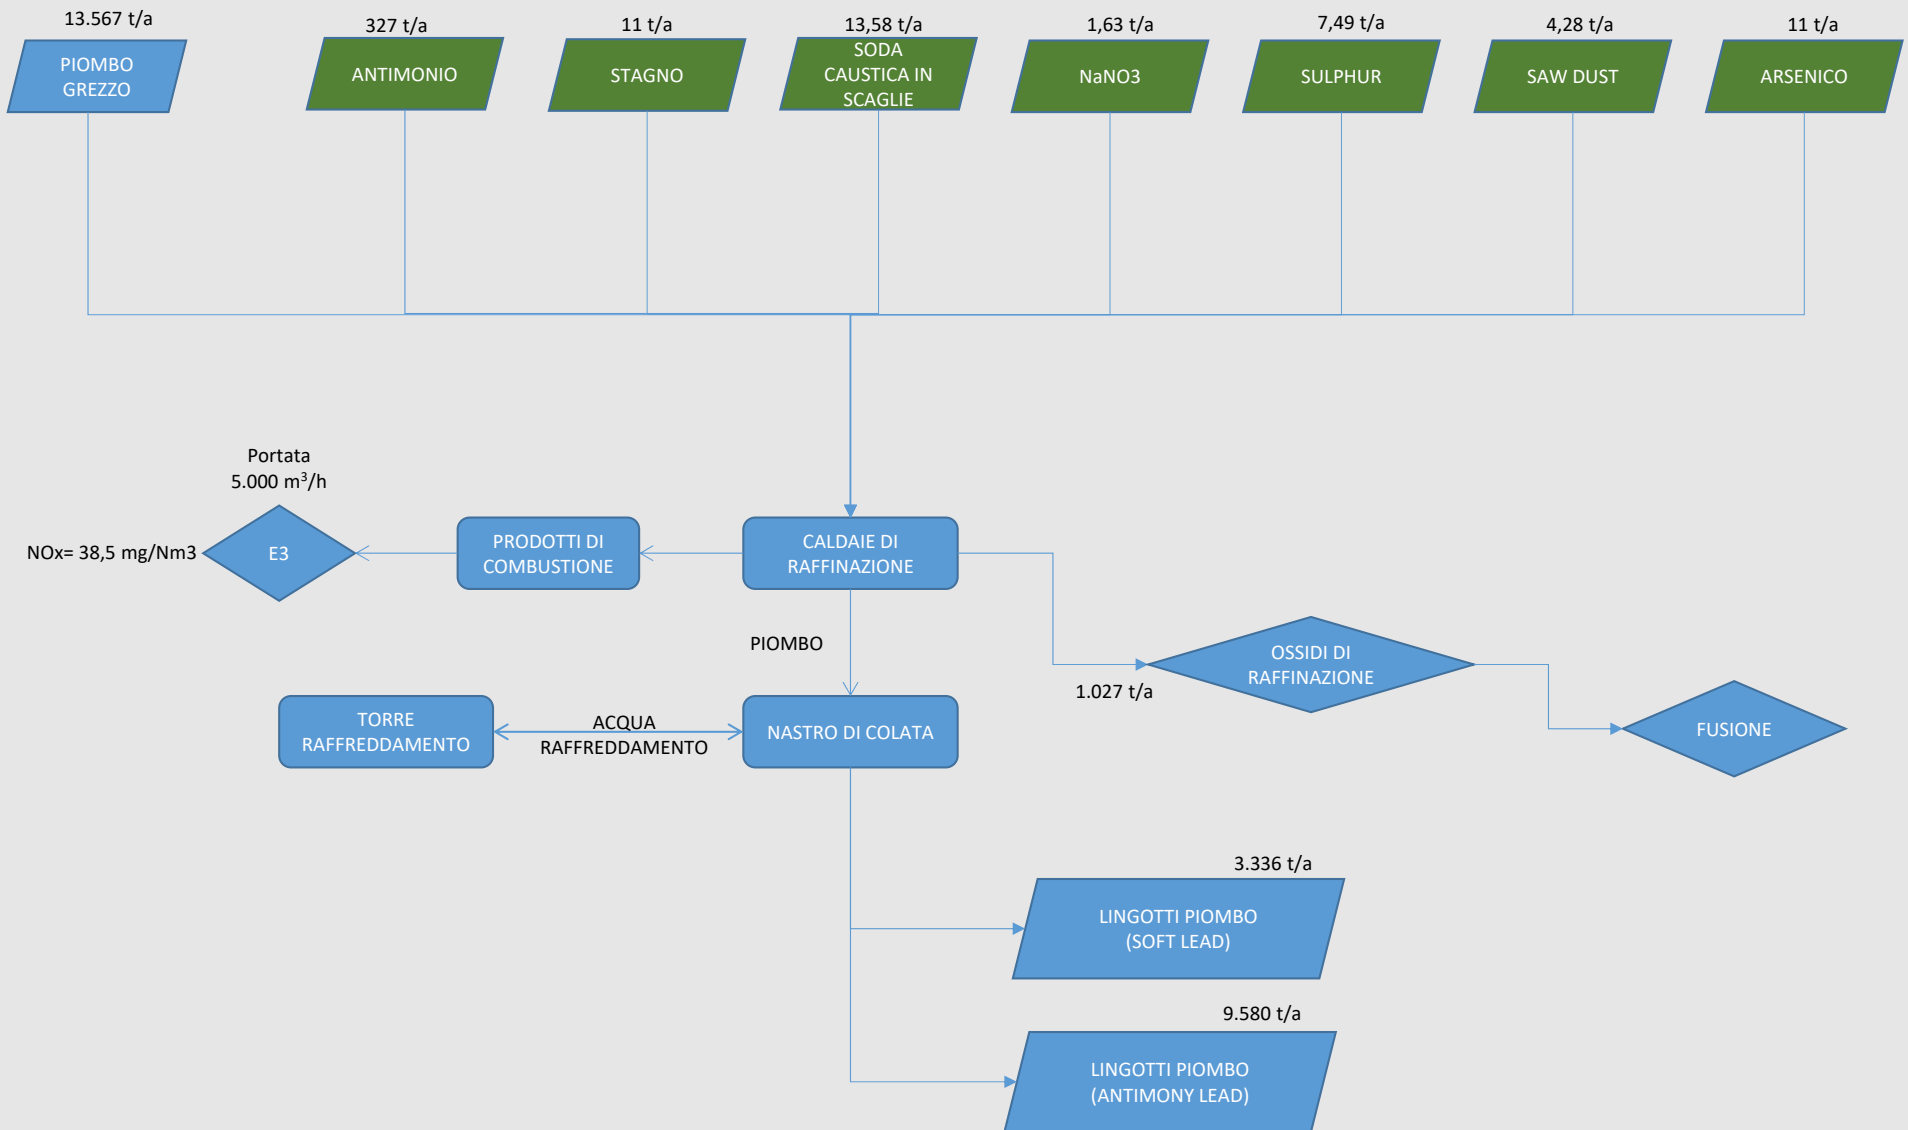 13.567 t/a
327 t/a
11 t/a
13,58 t/a
1,63 t/a
7,49 t/a
4,28 t/a
11 t/a
PIOMBO
GREZZO
ANTIMONIO
STAGNO
SODA
CAUSTICA IN
SCAGLIE
NaNO3
SULPHUR
SAW DUST
ARSENICO
Portata
5.000 m³/h
NOx= 38,5 mg/Nm3
E3
PRODOTTI DI
COMBUSTIONE
CALDAIE DI
RAFFINAZIONE
PIOMBO
OSSIDI DI
RAFFINAZIONE
1.027 t/a
TORRE
RAFFREDDAMENTO
ACQUA
RAFFREDDAMENTO
NASTRO DI COLATA
FUSIONE
3.336 t/a
LINGOTTI PIOMBO
(SOFT LEAD)
9.580 t/a
LINGOTTI PIOMBO
(ANTIMONY LEAD)